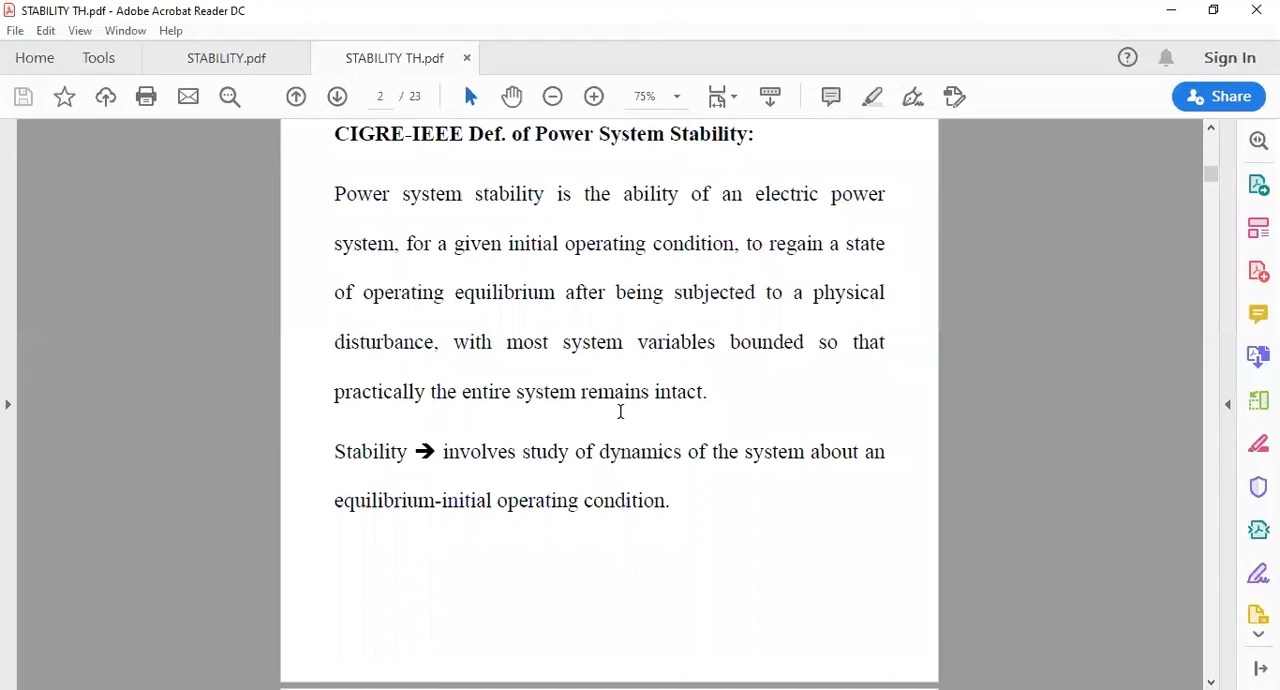 STABILITY TH.pdf - Adobe Acrobat Reader DC
File Edit View Window Help
Home Tools STABILITY.pdf STABILITY TH.pdf × Sign In
2 / 23 75% Share
CIGRE-IEEE Def. of Power System Stability:
Power system stability is the ability of an electric power
system, for a given initial operating condition, to regain a state
of operating equilibrium after being subjected to a physical
disturbance, with most system variables bounded so that
practically the entire system remains intact.
Stability ➔ involves study of dynamics of the system about an
equilibrium-initial operating condition.